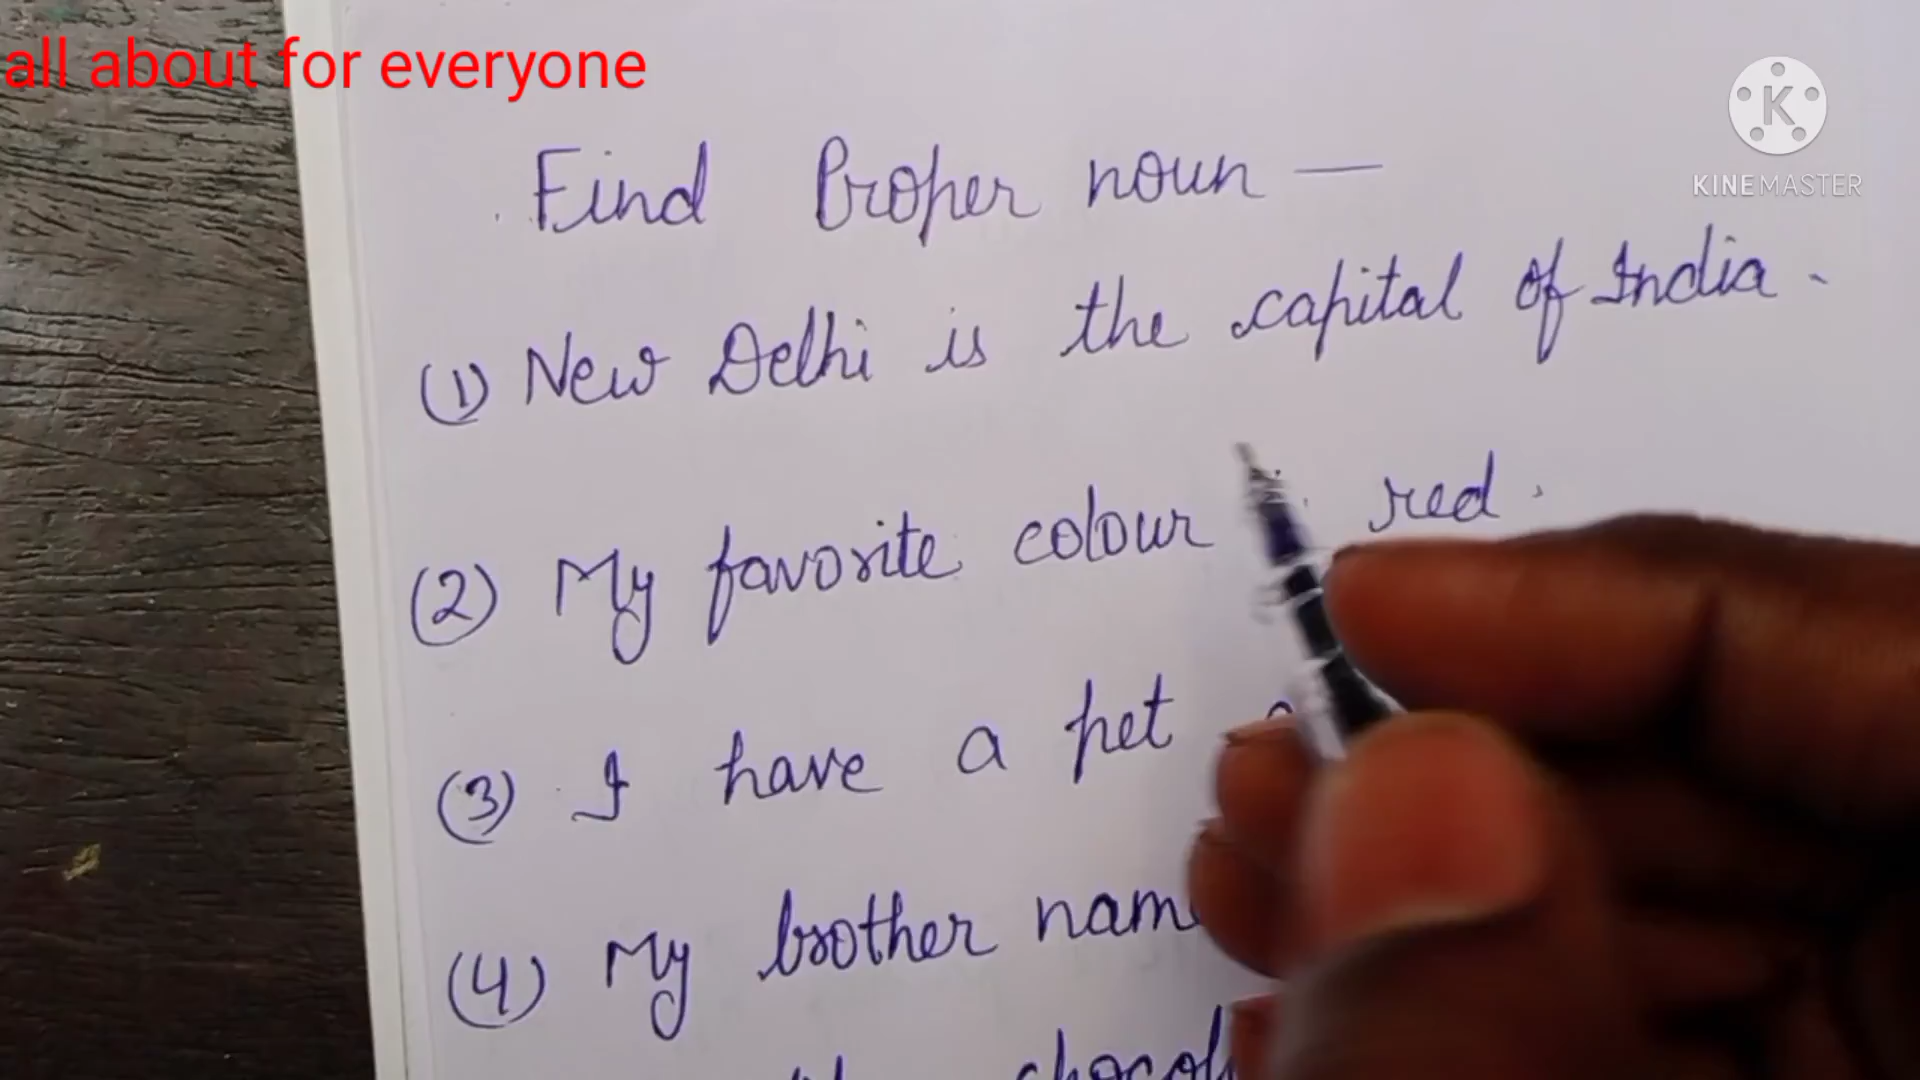 all about for everyone
K
KINEMASTER
Find Proper noun —
(1) New Delhi is the capital of India.
(2) My favorite colour red.
(3) I have a pet
(4) My brother